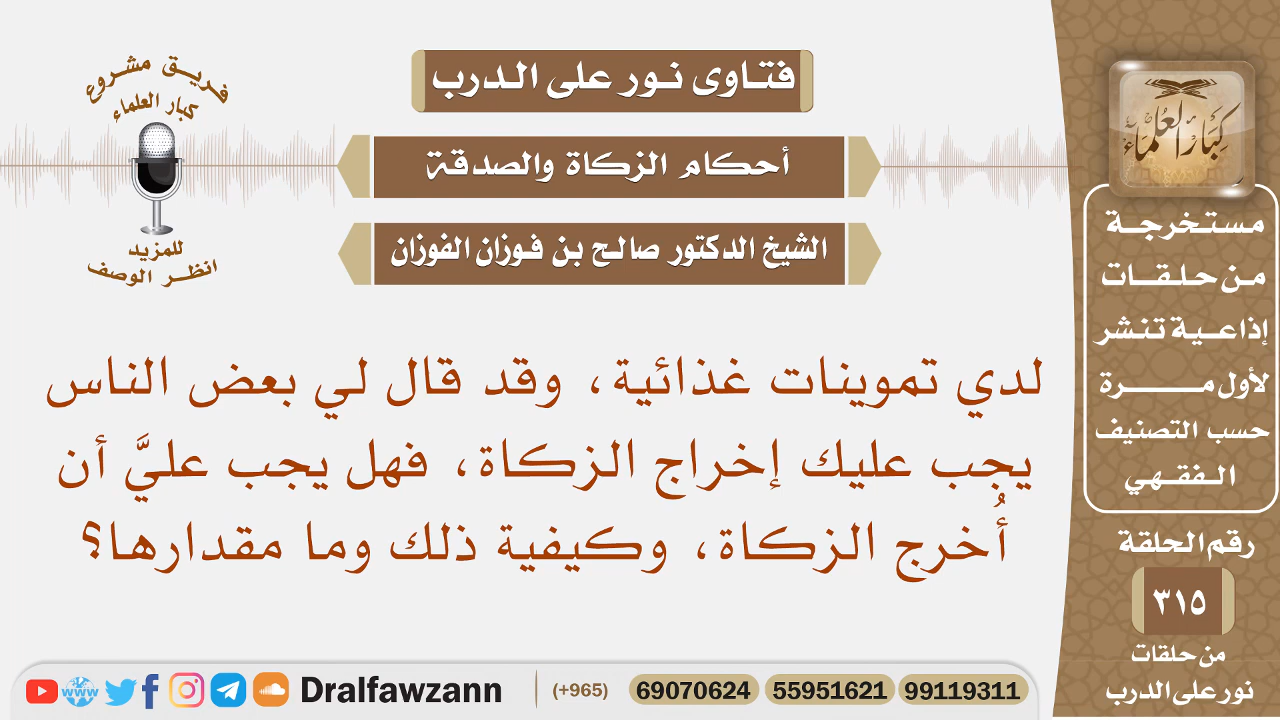 فتاوى نور على الدرب
أحكام الزكاة والصدقة
الشيخ الدكتور صالح بن فوزان الفوزان
فريق مشروع
كبار العلماء
للمزيد
انظر الوصف
لدي تموينات غذائية، وقد قال لي بعض الناس
يجب عليك إخراج الزكاة، فهل يجب عليَّ أن
أُخرج الزكاة، وكيفية ذلك وما مقدارها؟
كبار العلماء
مستخرجة
من حلقات
إذاعية تنشر
لأول مرة
حسب التصنيف
الفقهي
رقم الحلقة
٣١٥
من حلقات
نور على الدرب
www
Dralfawzann
(+965) 69070624 55951621 99119311